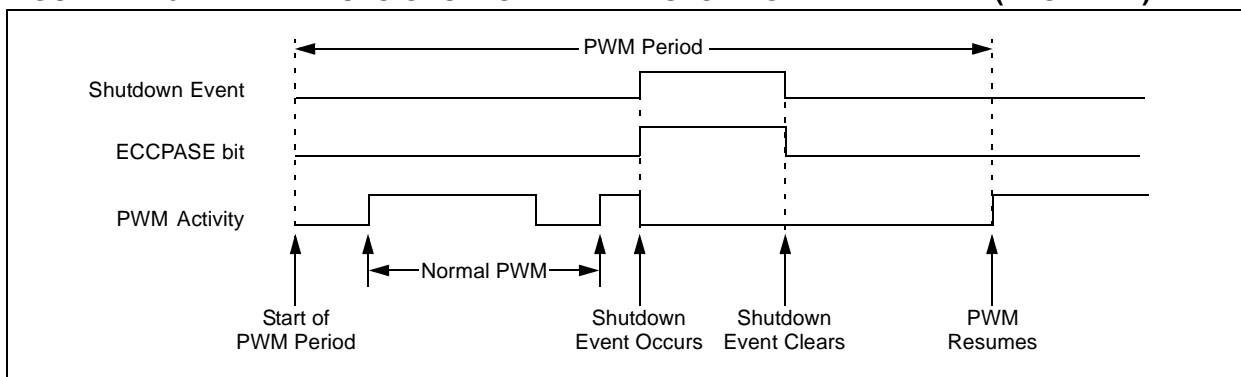 PWM Period
Shutdown Event
ECCPASE bit
PWM Activity
Normal PWM
Start of
PWM Period
Shutdown
Event Occurs
Shutdown
Event Clears
PWM
Resumes